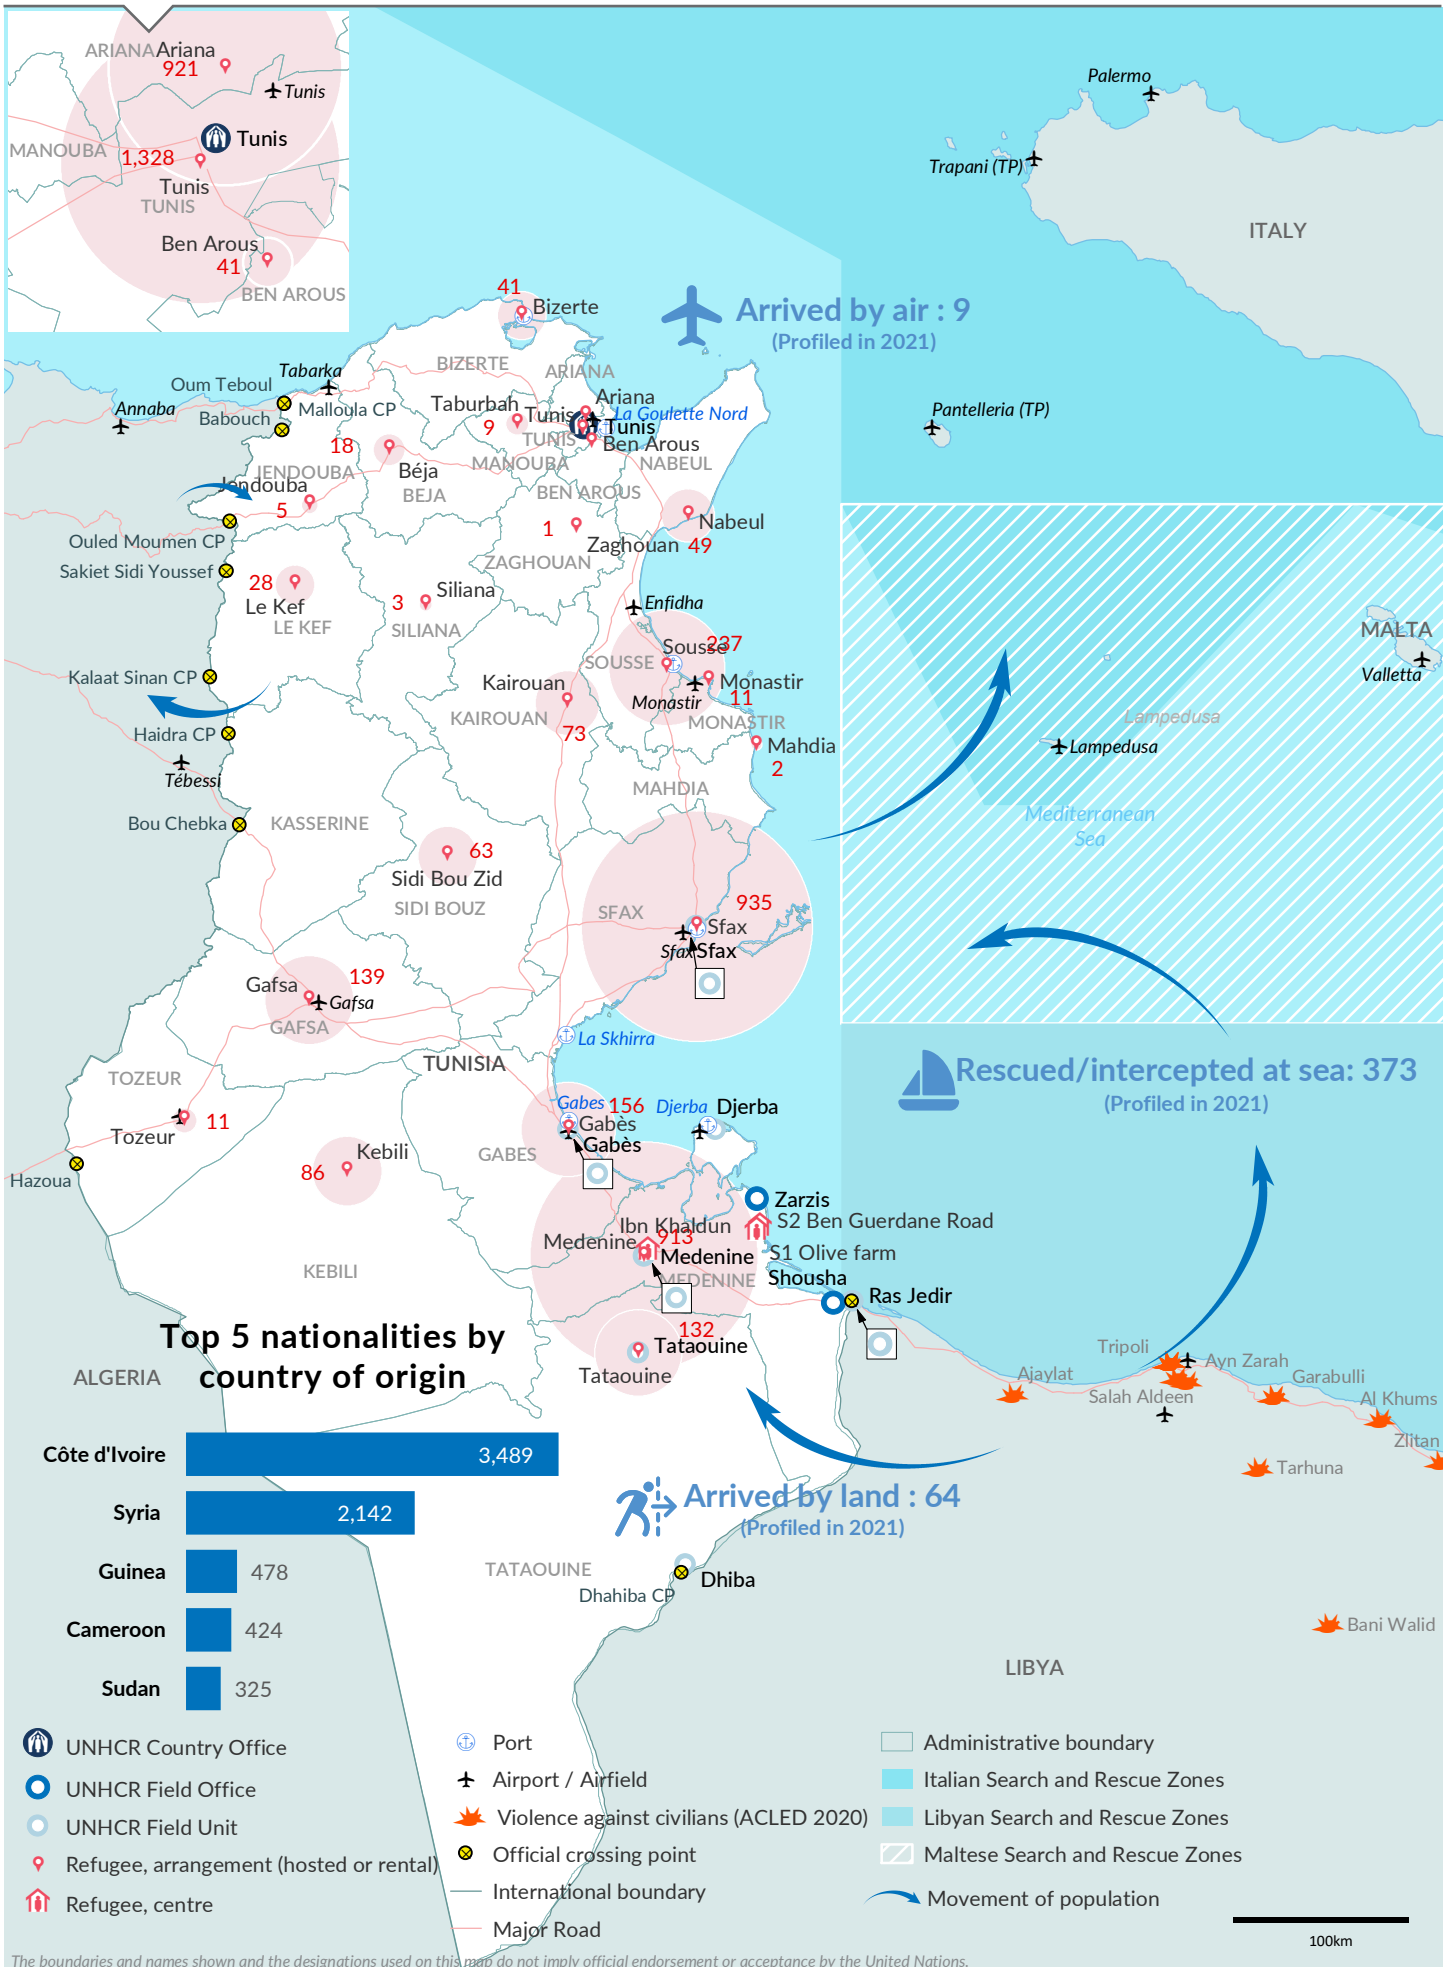 ARIANA
Ariana
921
Tunis
Tunis
MANOUBA
1,328
Tunis
TUNIS
Ben Arous
41
BEN AROUS
Palermo
Trapani (TP)
ITALY
41
Bizerte
Arrived by air : 9
(Profiled in 2021)
BIZERTE
ARIANA
Tabarka
Oum Teboul
Malloula CP
Annaba
Babouch
Ariana
Taburbah
Tunis
La Goulette Nord
9
Tunis
TUNIS
Ben Arous
Pantelleria (TP)
18
Béja
MANOUBA
NABEUL
JENDOUBA
Jendouba
BEJA
BEN AROUS
5
1
Nabeul
49
Ouled Moumen CP
Zaghouan
ZAGHOUAN
Sakiet Sidi Youssef
28
Le Kef
LE KEF
3
Siliana
SILIANA
Enfidha
MALTA
Valletta
237
Sousse
SOUSSE
Kalaat Sinan CP
Kairouan
Monastir
11
Monastir
KAIROUAN
MONASTIR
73
Lampedusa
Lampedusa
Haidra CP
Mahdia
2
Tébessi
MAHDIA
Mediterranean
Sea
Bou Chebka
KASSERINE
63
Sidi Bou Zid
SIDI BOUZ
935
SFAX
Sfax
Sfax
Sfax
139
Gafsa
Gafsa
GAFSA
La Skhirra
TUNISIA
TOZEUR
Rescued/intercepted at sea: 373
(Profiled in 2021)
Gabes
156
Djerba
Djerba
11
Tozeur
Gabès
Gabès
GABES
Kebili
86
Hazoua
Zarzis
Ibn Khaldun
S2 Ben Guerdane Road
Medenine
913
Medenine
S1 Olive farm
KEBILI
MEDENINE
Shousha
Ras Jedir
132
Tataouine
Tataouine
Top 5 nationalities by
country of origin
ALGERIA
Tripoli
Ayn Zarah
Ajaylat
Garabulli
Salah Aldeen
Al Khums
Zlitan
Tarhuna
Côte d'Ivoire
3,489
Syria
2,142
Arrived by land : 64
(Profiled in 2021)
Guinea
478
TATAOUINE
Dhahiba CP
Dhiba
Cameroon
424
Bani Walid
Sudan
325
LIBYA
UNHCR Country Office
UNHCR Field Office
UNHCR Field Unit
Refugee, arrangement (hosted or rental)
Refugee, centre
Port
Airport / Airfield
Violence against civilians (ACLED 2020)
Official crossing point
International boundary
Major Road
Administrative boundary
Italian Search and Rescue Zones
Libyan Search and Rescue Zones
Maltese Search and Rescue Zones
Movement of population
100km
The boundaries and names shown and the designations used on this map do not imply official endorsement or acceptance by the United Nations.